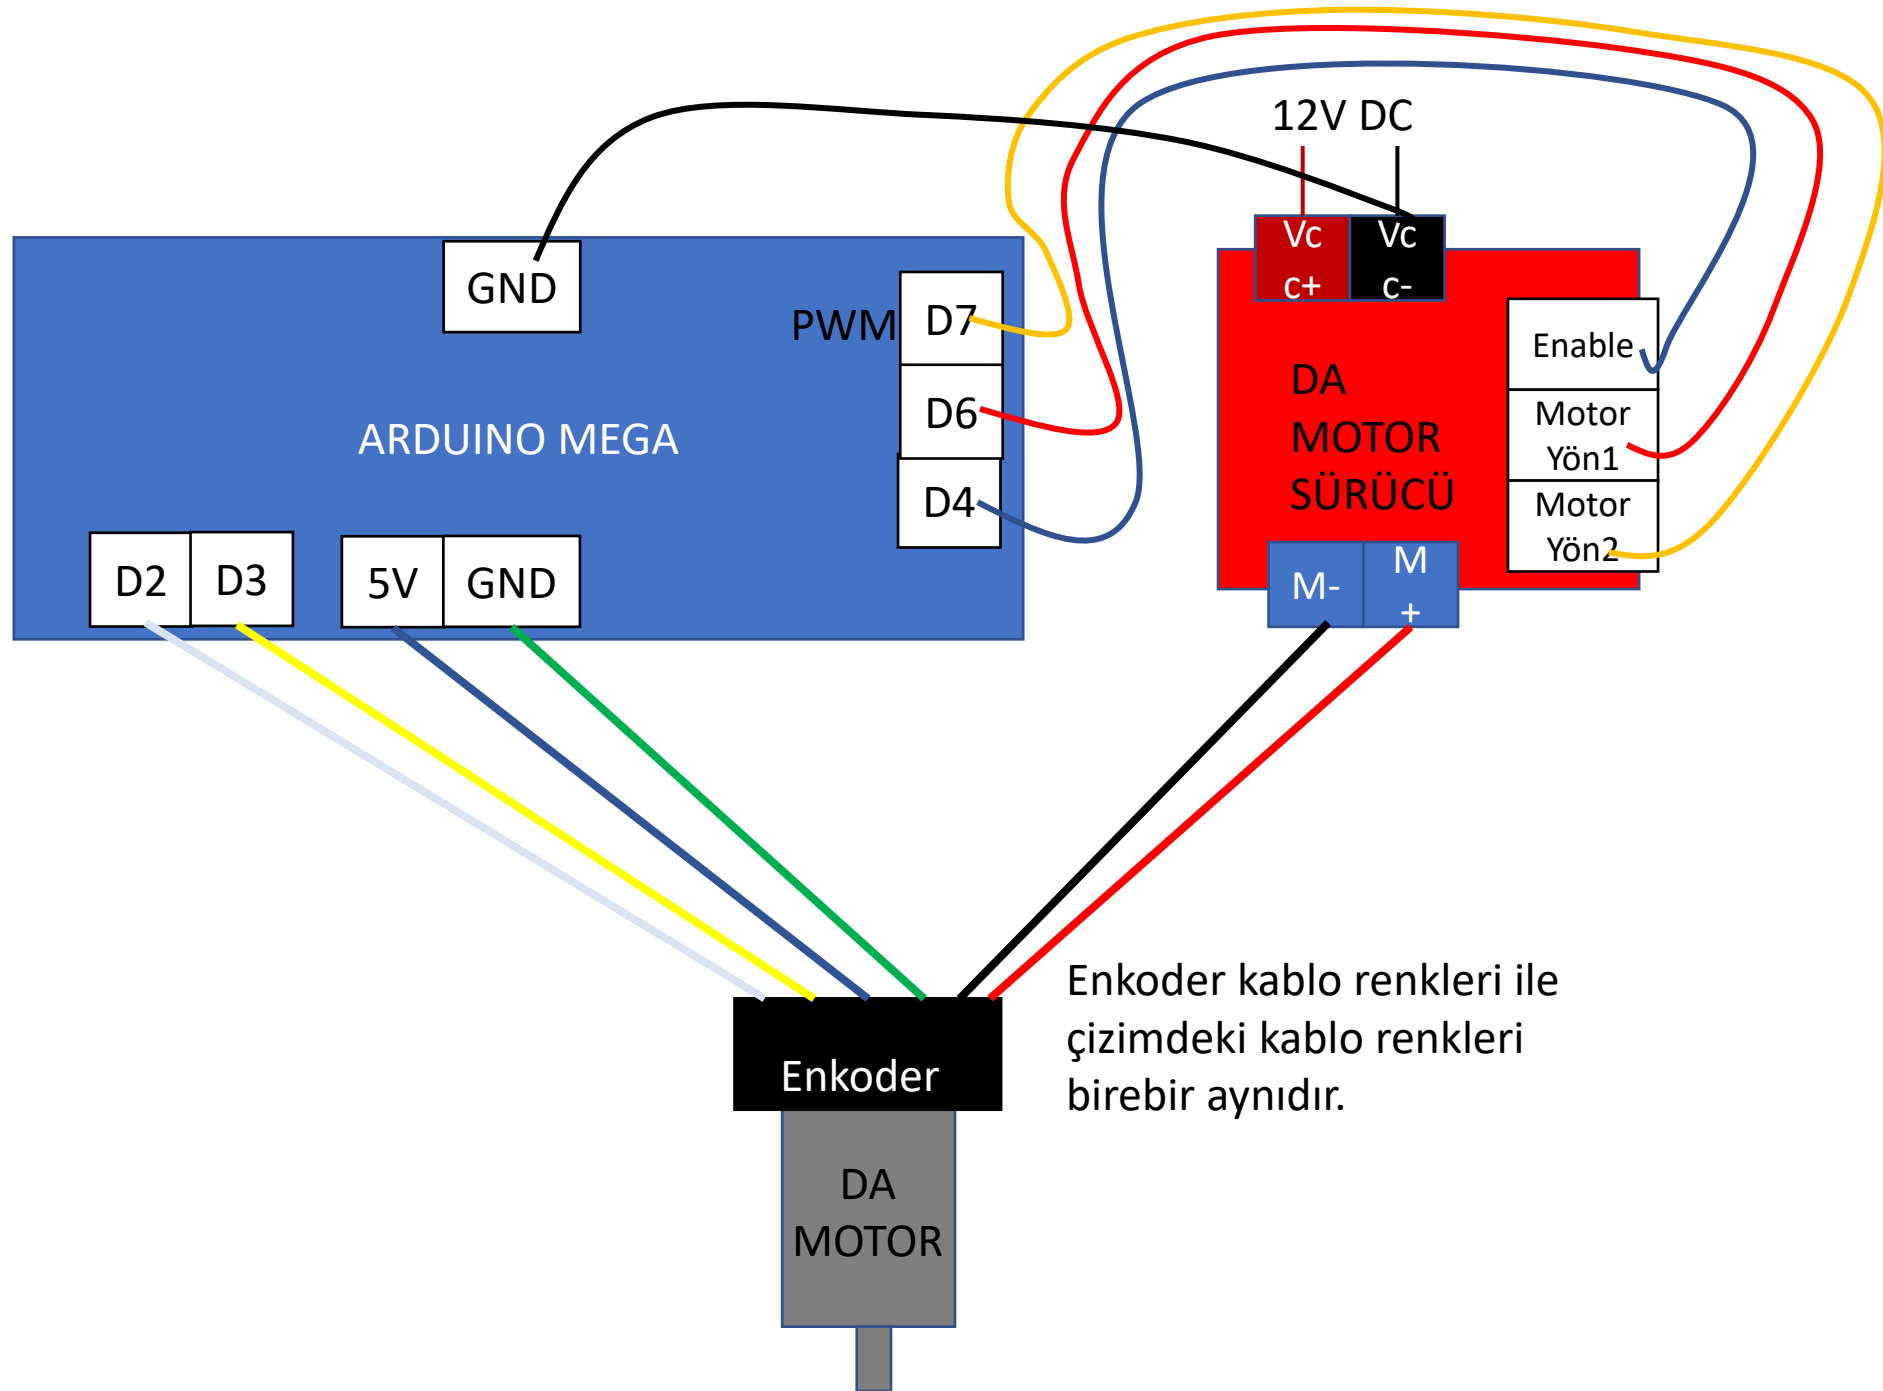 12V DC
GND
Vc
c+
Vc
c-
PWM
D7
D6
D4
ARDUINO MEGA
DA
MOTOR
SÜRÜCÜ
Enable
Motor
Yön1
Motor
Yön2
D2
D3
5V
GND
M-
M
+
Enkoder kablo renkleri ile
çizimdeki kablo renkleri
birebir aynıdır.
Enkoder
DA
MOTOR